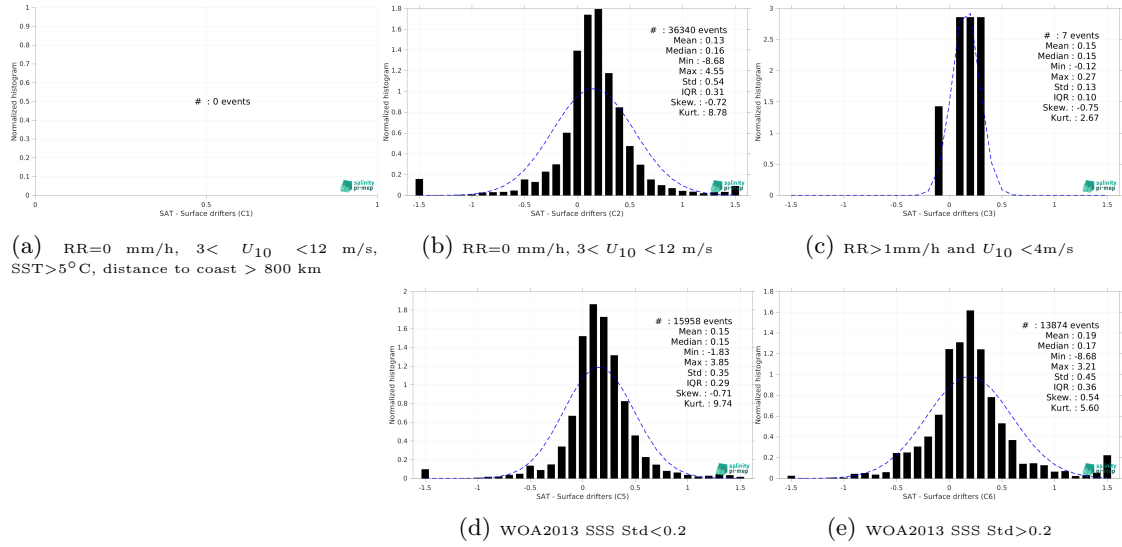 1
0.9
0.8
0.7
0.6
0.5
0.4
0.3
0.2
0.1
0
Normalized histogram
# : 0 events
salinity
pi-mep
0 0.5 1
SAT - Surface drifters (C1)
(a) RR=0 mm/h, 3< U10 <12 m/s,
SST>5°C, distance to coast > 800 km
1.8
1.6
1.4
1.2
1
0.8
0.6
0.4
0.2
0
Normalized histogram
# : 36340 events
Mean : 0.13
Median : 0.16
Min : -8.68
Max : 4.55
Std : 0.54
IQR : 0.31
Skew. : -0.72
Kurt. : 8.78
salinity
pi-mep
-1.5 -1 -0.5 0 0.5 1 1.5
SAT - Surface drifters (C2)
(b) RR=0 mm/h, 3< U10 <12 m/s
3
2.5
2
1.5
1
0.5
0
Normalized histogram
# : 7 events
Mean : 0.15
Median : 0.15
Min : -0.12
Max : 0.27
Std : 0.13
IQR : 0.10
Skew. : -0.75
Kurt. : 2.67
salinity
pi-mep
-1.5 -1 -0.5 0 0.5 1 1.5
SAT - Surface drifters (C3)
(c) RR>1mm/h and U10 <4m/s
2
1.8
1.6
1.4
1.2
1
0.8
0.6
0.4
0.2
0
Normalized histogram
# : 15958 events
Mean : 0.15
Median : 0.15
Min : -1.83
Max : 3.85
Std : 0.35
IQR : 0.29
Skew. : -0.71
Kurt. : 9.74
salinity
pi-mep
-1.5 -1 -0.5 0 0.5 1 1.5
SAT - Surface drifters (C5)
(d) WOA2013 SSS Std<0.2
1.8
1.6
1.4
1.2
1
0.8
0.6
0.4
0.2
0
Normalized histogram
# : 13874 events
Mean : 0.19
Median : 0.17
Min : -8.68
Max : 3.21
Std : 0.45
IQR : 0.36
Skew. : 0.54
Kurt. : 5.60
salinity
pi-mep
-1.5 -1 -0.5 0 0.5 1 1.5
SAT - Surface drifters (C6)
(e) WOA2013 SSS Std>0.2